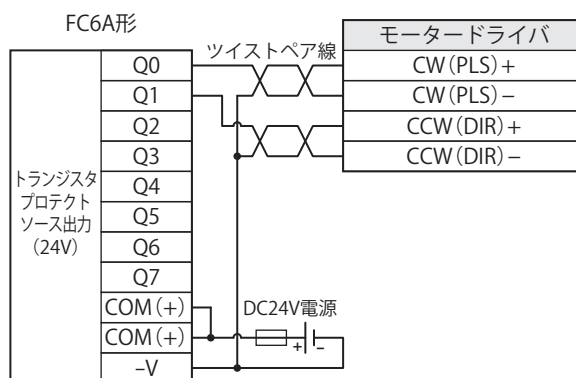 FC6A形
トランジスタ
プロテクト
ソース出力
(24V)
Q0
Q1
Q2
Q3
Q4
Q5
Q6
Q7
COM(+)
COM(+)
–V
ツイストペア線
DC24V電源
+ –
モータードライバ
CW(PLS)+
CW(PLS)−
CCW(DIR)+
CCW(DIR)−